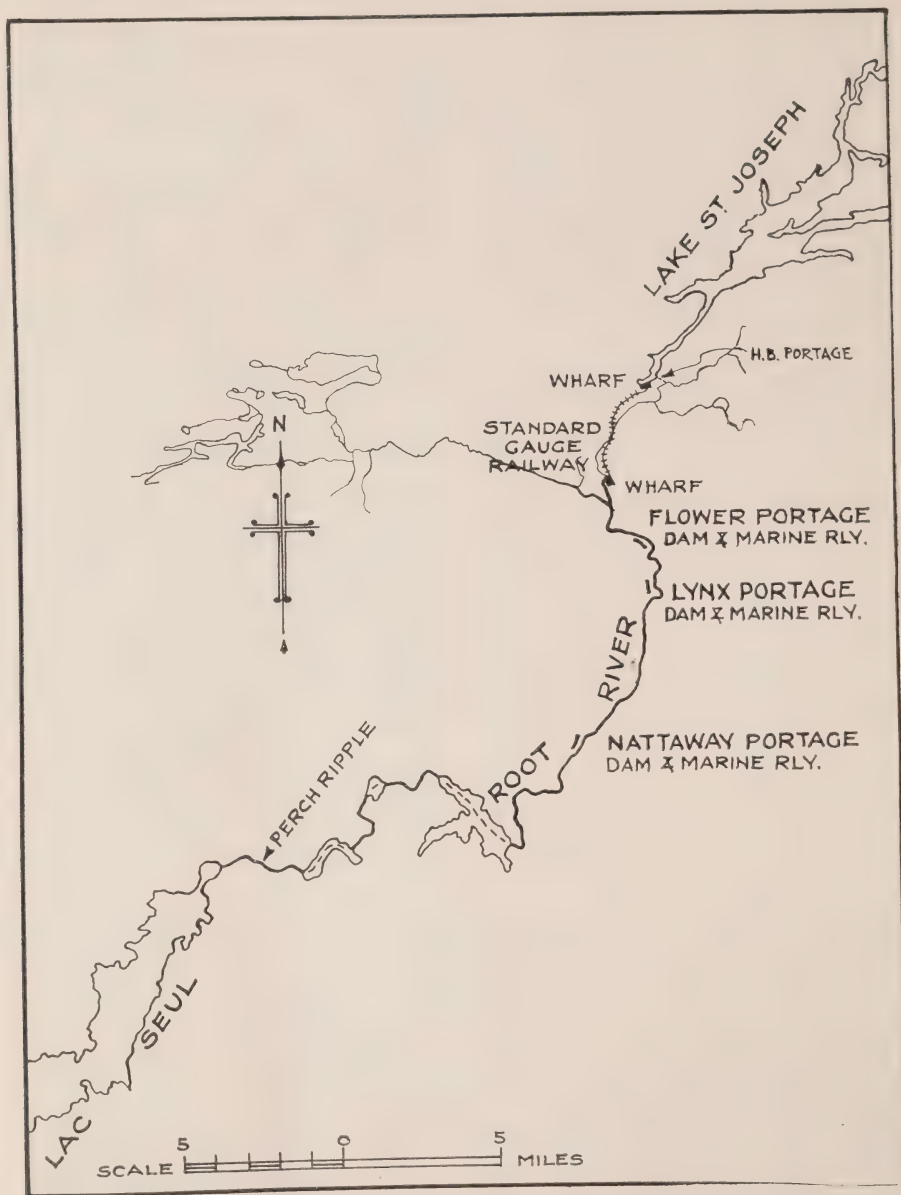 LAKE ST. JOSEPH
H.B. PORTAGE
WHARF
N
STANDARD
GAUGE
RAILWAY
WHARF
FLOWER PORTAGE
DAM & MARINE RLY.
LYNX PORTAGE
DAM & MARINE RLY.
ROOT RIVER
NATTAWAY PORTAGE
DAM & MARINE RLY.
PERCH RIPPLE
LAC SEUL
5 0 5
SCALE MILES